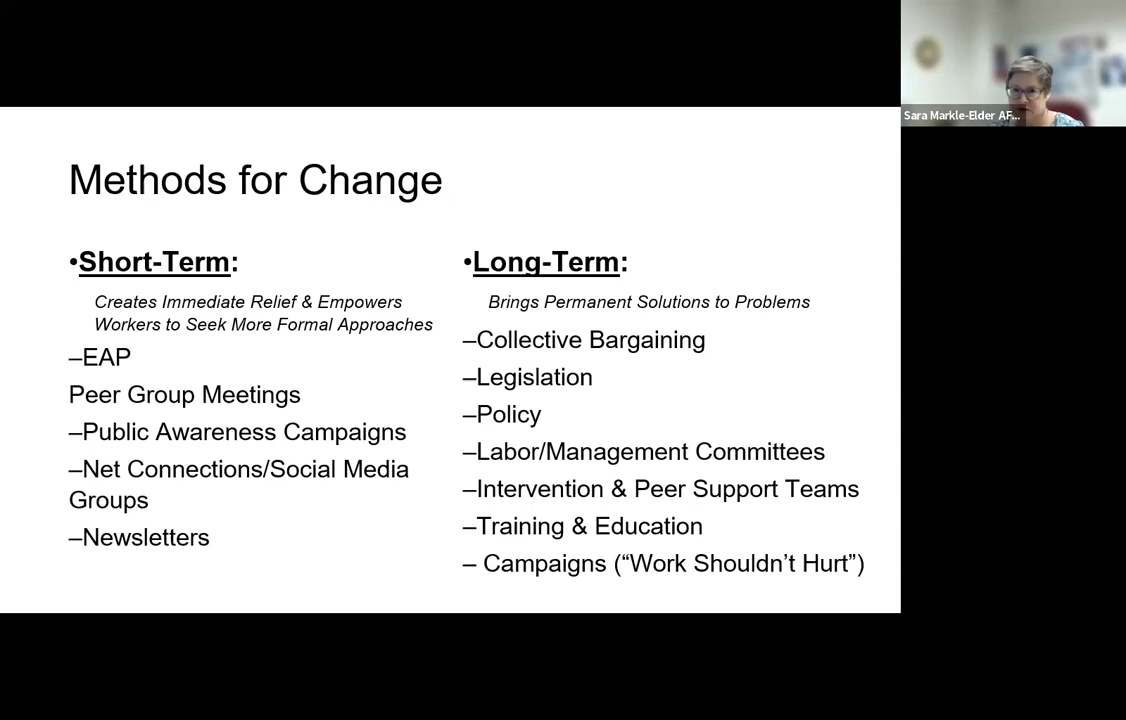 Methods for Change
•Short-Term:
Creates Immediate Relief & Empowers
Workers to Seek More Formal Approaches
–EAP
Peer Group Meetings
–Public Awareness Campaigns
–Net Connections/Social Media
Groups
–Newsletters
•Long-Term:
Brings Permanent Solutions to Problems
–Collective Bargaining
–Legislation
–Policy
–Labor/Management Committees
–Intervention & Peer Support Teams
–Training & Education
– Campaigns (“Work Shouldn’t Hurt”)
Sara Markle-Elder AF...